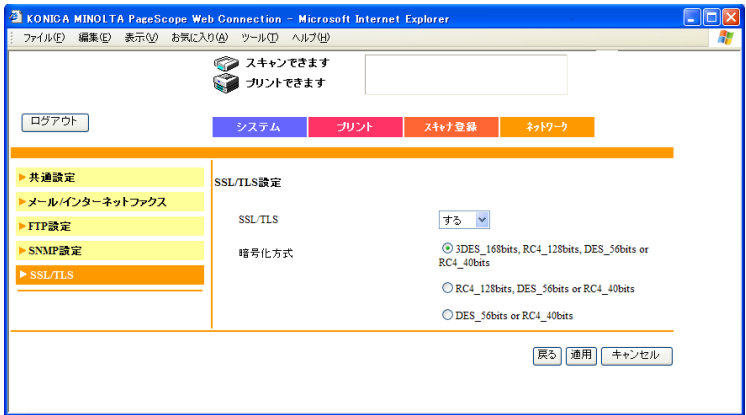 KONICA MINOLTA PageScope Web Connection - Microsoft Internet Explorer
ファイル(F) 編集(E) 表示(V) お気に入り(A) ツール(T) ヘルプ(H)
スキャンできます
プリントできます
ログアウト
システム プリント スキャナ登録 ネットワーク
共通設定
メール/インターネットファクス
FTP設定
SNMP設定
SSL/TLS
SSL/TLS設定
SSL/TLS する
暗号化方式
3DES_168bits, RC4_128bits, DES_56bits or
RC4_40bits
RC4_128bits, DES_56bits or RC4_40bits
DES_56bits or RC4_40bits
戻る 適用 キャンセル